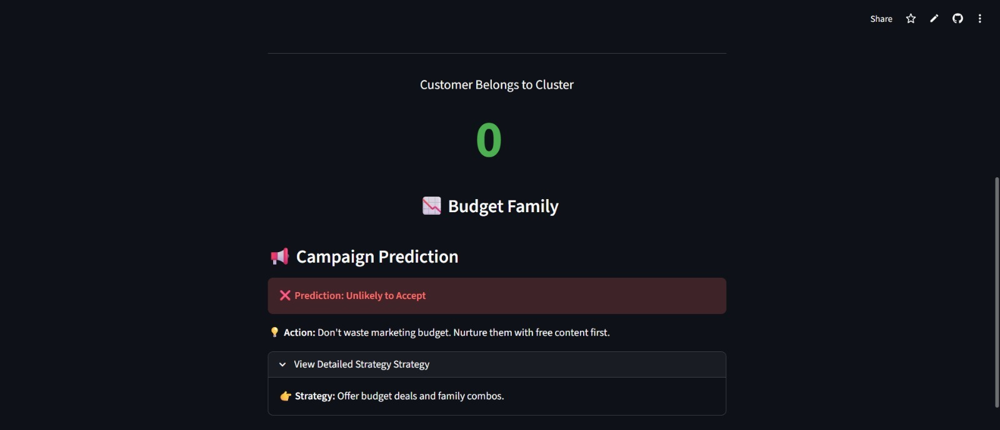 Share
Customer Belongs to Cluster
0
📉 Budget Family
📢 Campaign Prediction
❌ Prediction: Unlikely to Accept
💡 Action: Don't waste marketing budget. Nurture them with free content first.
View Detailed Strategy Strategy
👉 Strategy: Offer budget deals and family combos.